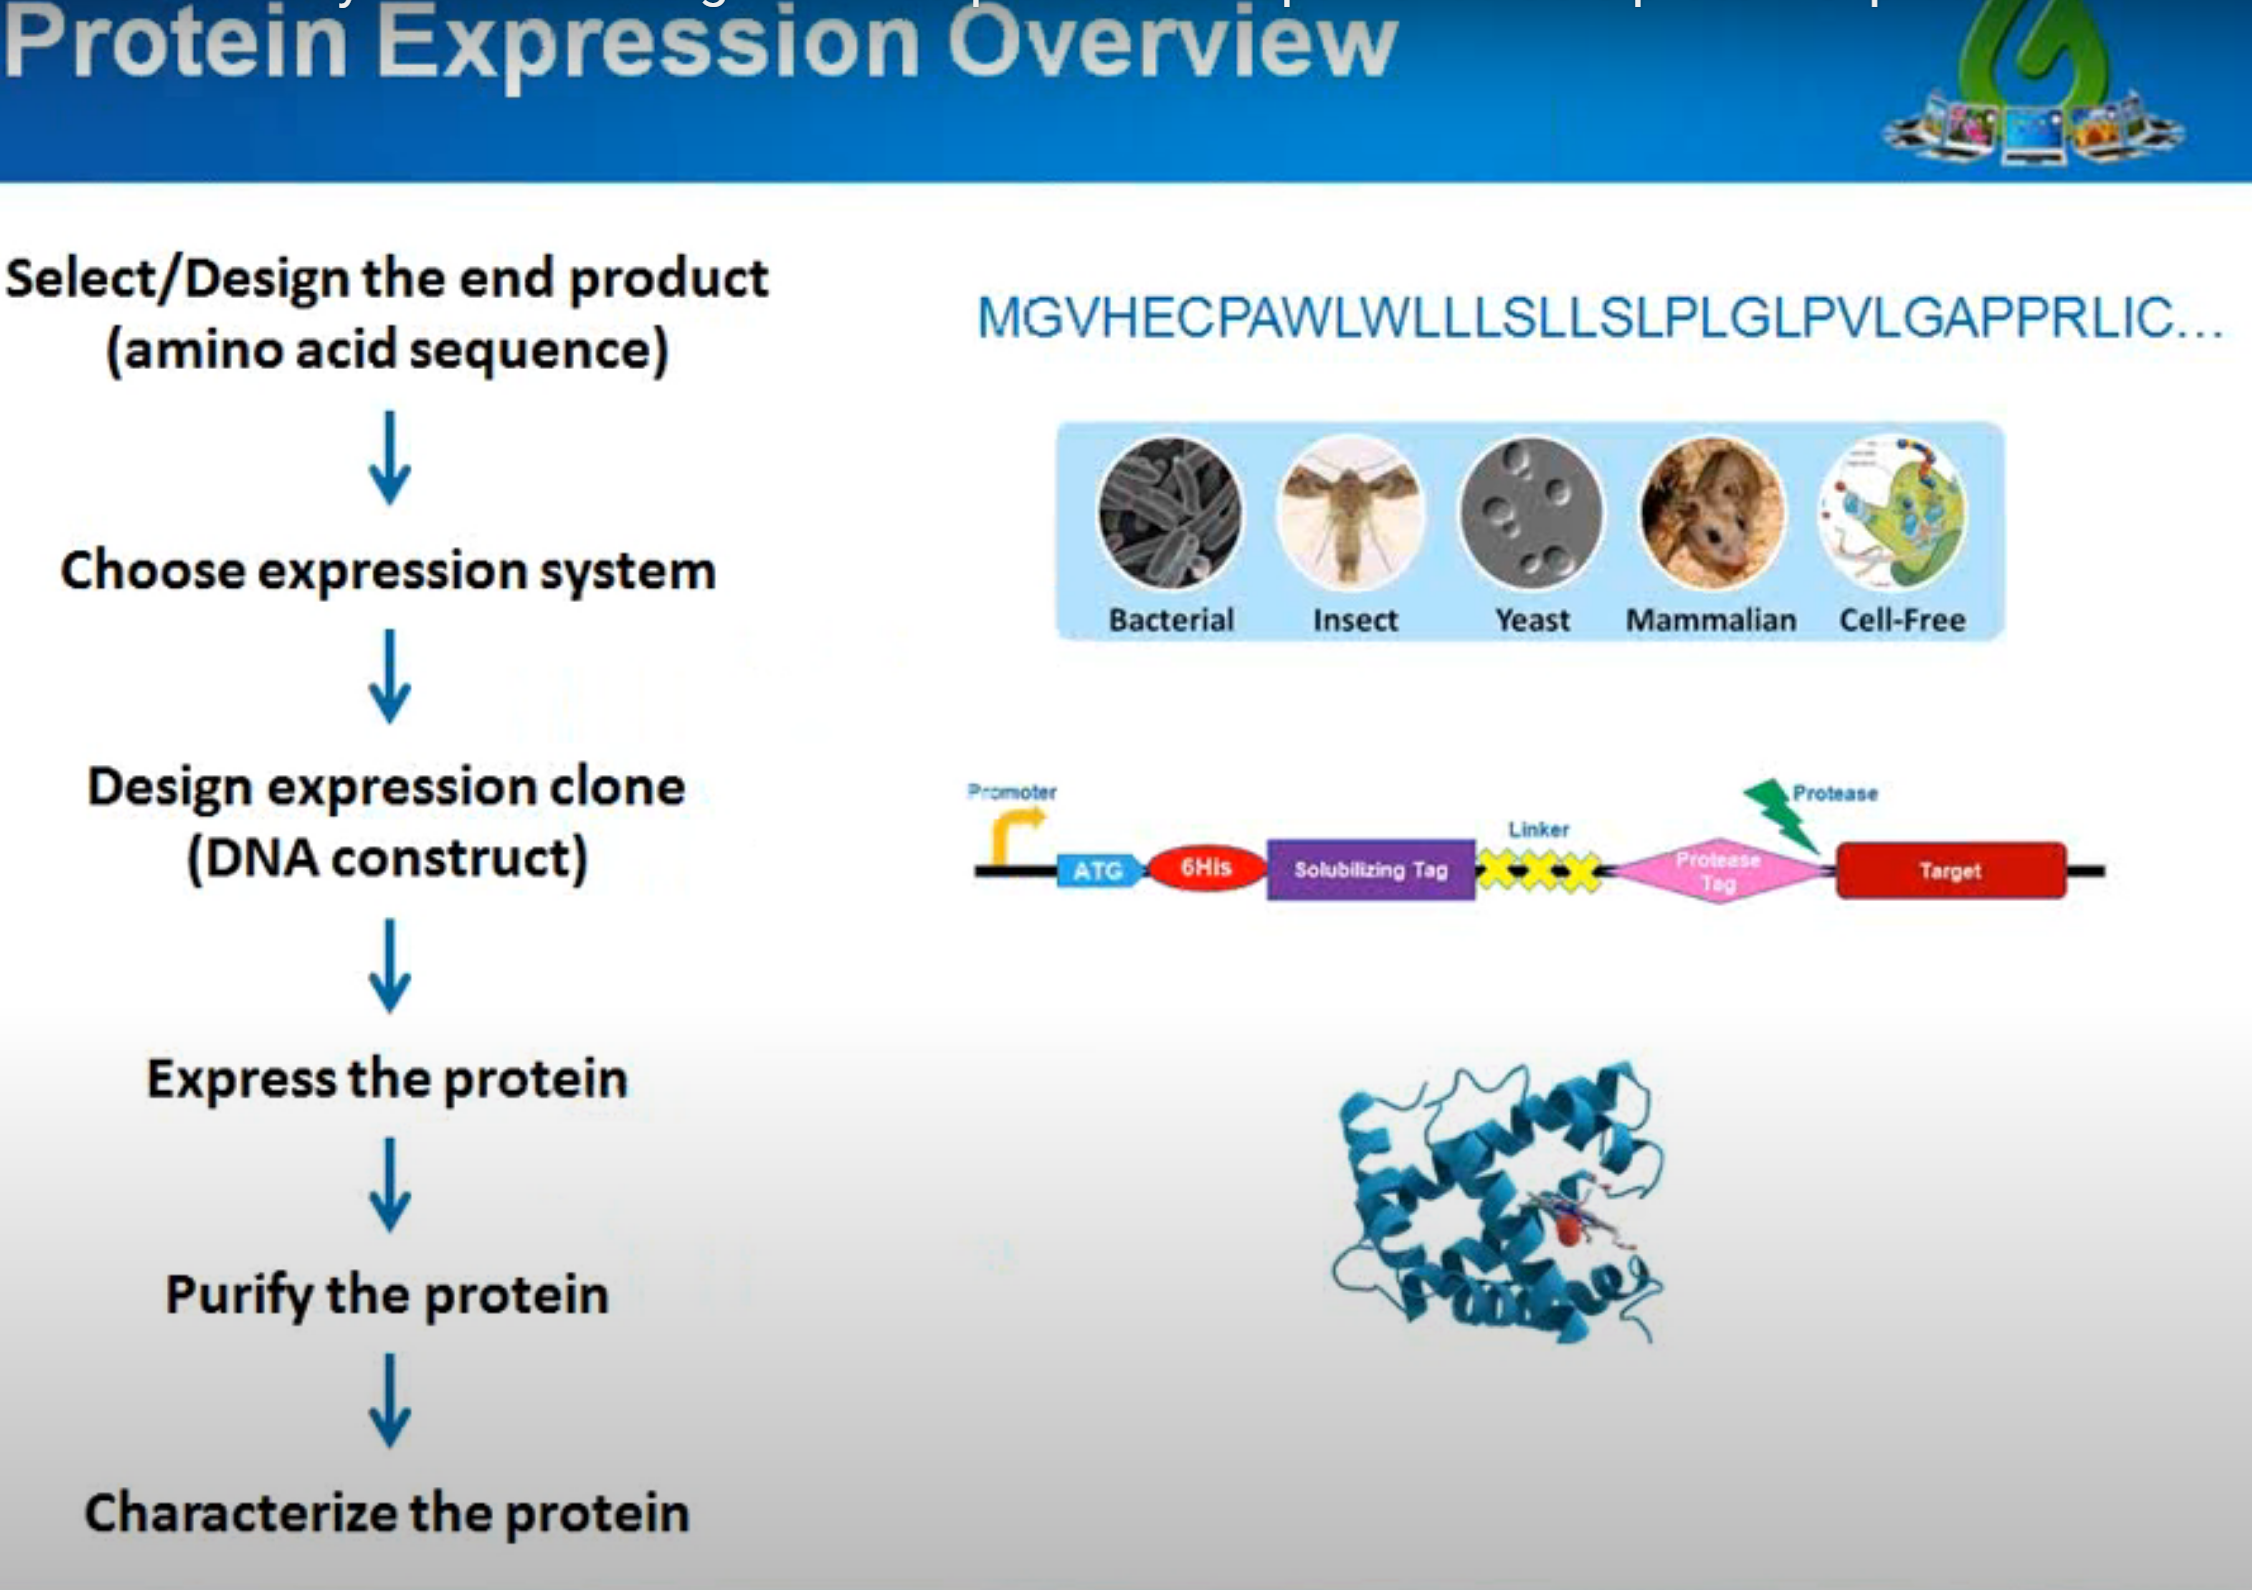 Protein Expression Overview
Select/Design the end product
(amino acid sequence)
MGVHECPAWLWLLLSLLSLPLGLPVLGAPPRLIC...
Choose expression system
Bacterial
Insect
Yeast
Mammalian
Cell-Free
Design expression clone
(DNA construct)
Promoter
ATG
6His
Solubilizing Tag
Linker
Protease
Tag
Protease
Target
Express the protein
Purify the protein
Characterize the protein